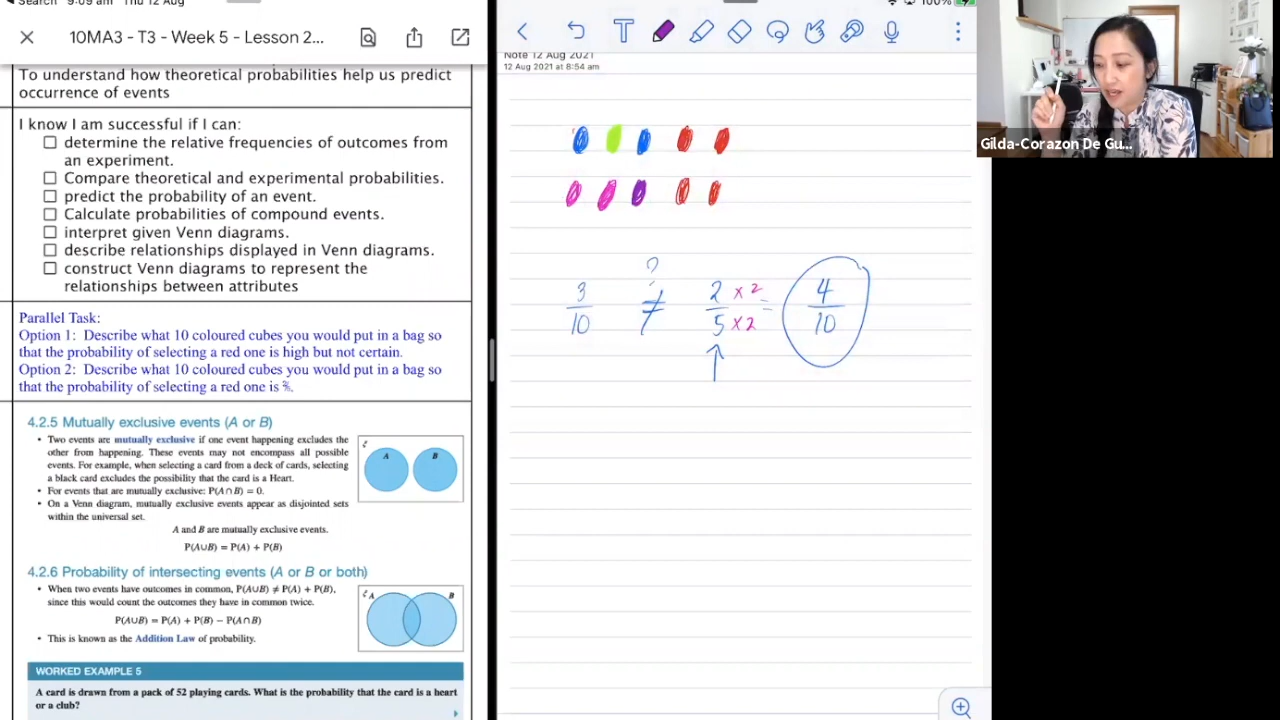 Search 9:09 am Thu 12 Aug
100%
10MA3 - T3 - Week 5 - Lesson 2...
To understand how theoretical probabilities help us predict
occurrence of events
I know I am successful if I can:
determine the relative frequencies of outcomes from
an experiment.
Compare theoretical and experimental probabilities.
predict the probability of an event.
Calculate probabilities of compound events.
interpret given Venn diagrams.
describe relationships displayed in Venn diagrams.
construct Venn diagrams to represent the
relationships between attributes
Parallel Task:
Option 1: Describe what 10 coloured cubes you would put in a bag so
that the probability of selecting a red one is high but not certain.
Option 2: Describe what 10 coloured cubes you would put in a bag so
that the probability of selecting a red one is ⅖.
4.2.5 Mutually exclusive events (A or B)
• Two events are mutually exclusive if one event happening excludes the
other from happening. These events may not encompass all possible
events. For example, when selecting a card from a deck of cards, selecting
a black card excludes the possibility that the card is a Heart.
• For events that are mutually exclusive: P(A∩B) = 0.
• On a Venn diagram, mutually exclusive events appear as disjointed sets
within the universal set.
A and B are mutually exclusive events.
P(A∪B) = P(A) + P(B)
ξ
A B
4.2.6 Probability of intersecting events (A or B or both)
• When two events have outcomes in common, P(A∪B) ≠ P(A) + P(B),
since this would count the outcomes they have in common twice.
P(A∪B) = P(A) + P(B) − P(A∩B)
• This is known as the Addition Law of probability.
ξ A B
WORKED EXAMPLE 5
A card is drawn from a pack of 52 playing cards. What is the probability that the card is a heart
or a club?
T
Note 12 Aug 2021
12 Aug 2021 at 8:54 am
?
3 2 × 2 4
≠ =
10 5 × 2 10
Gilda-Corazon De Gu...